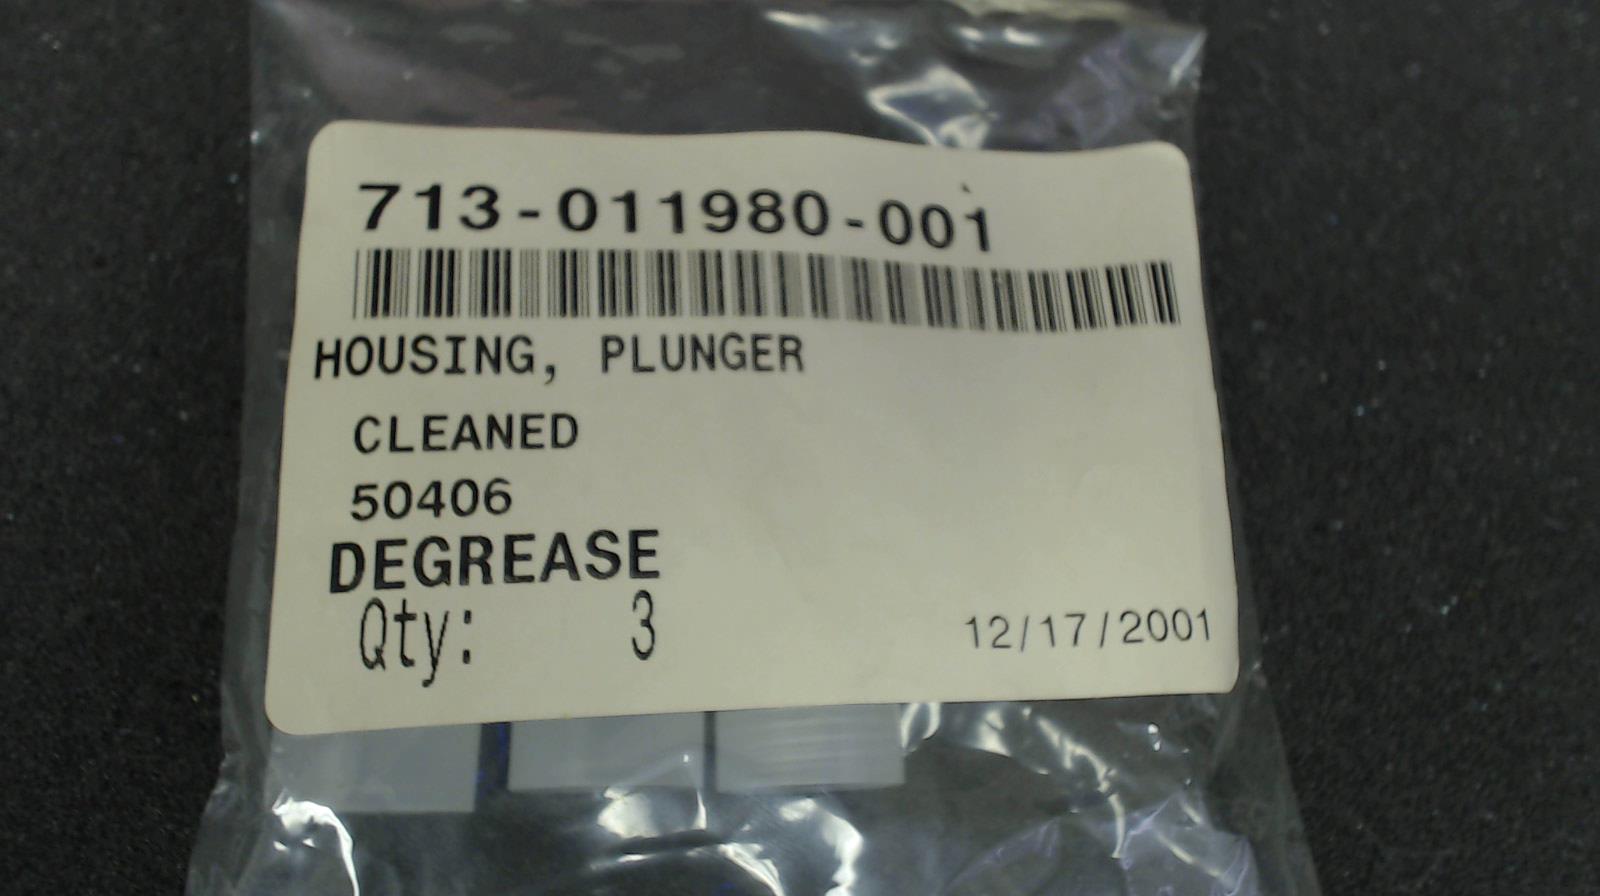 713-011980-001
HOUSING, PLUNGER
CLEANED
50406
DEGREASE
Qty: 3
12/17/2001